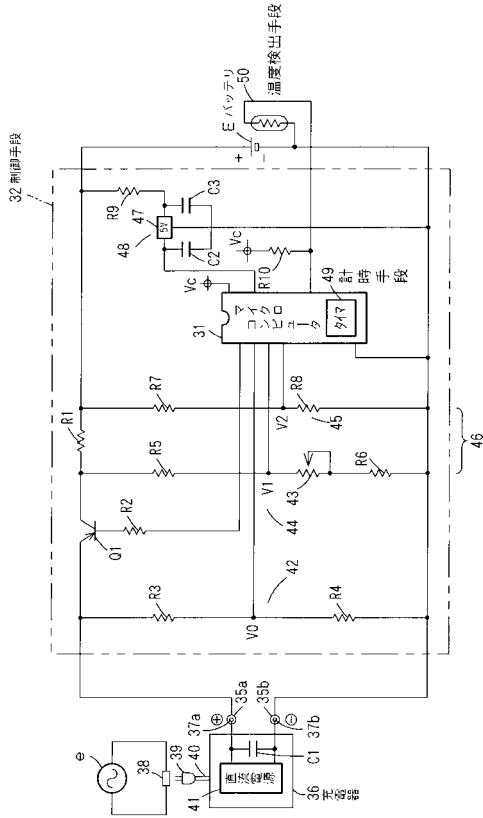 32 制御手段
R1
R9
47
48
5V
C2
C3
E バッテリ
50
温度検出手段
+
−
Vc
Vc
R10
31
マイクロ
コンピュータ
49
タイマ
計時手段
R7
R8
V2
45
R5
V1
43
R6
44
46
Q1
R2
R3
V0
42
R4
e
38
39
40
41
直流電源
C1
36 充電器
⊕
⊖
37a
35a
35b
37b